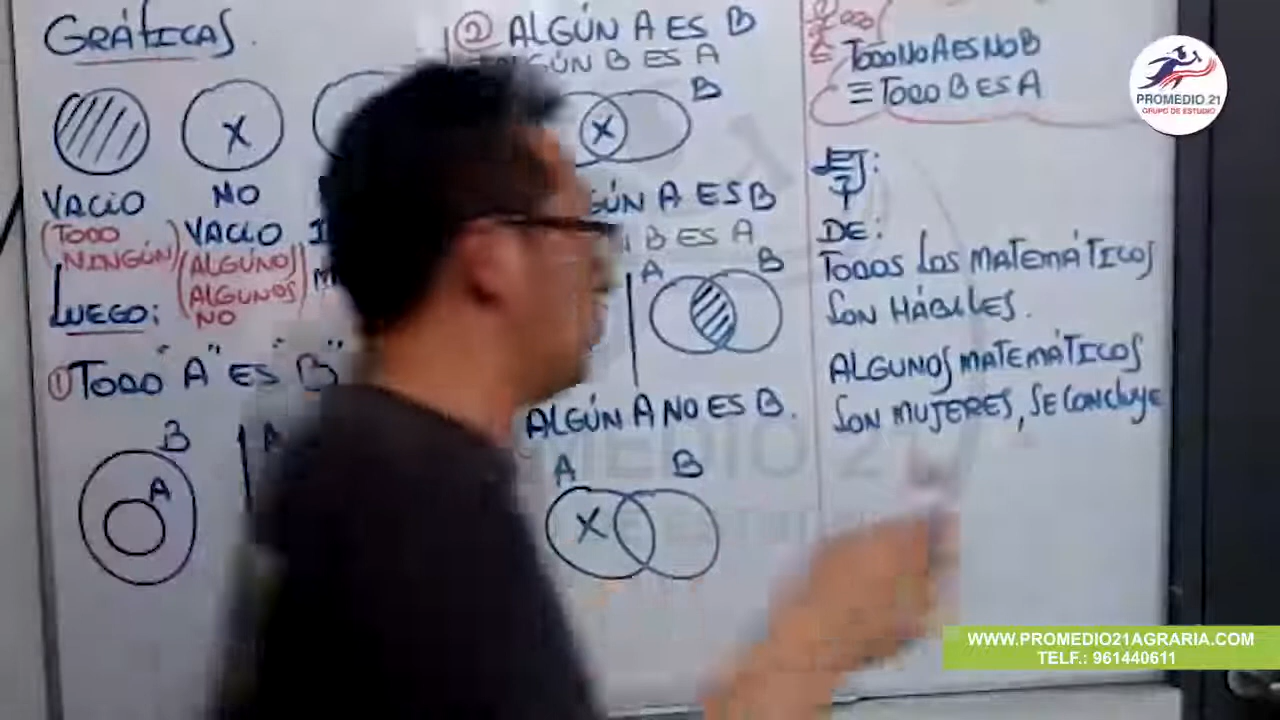 GRÁFICAS.
VACIO
(TODO
NINGÚN)
NO
VACIO
(ALGUNO)
ALGUNOS
NO
LUEGO:
① TODO "A" ES "B"
B
A
② ALGÚN A ES B
ALGÚN B ES A
B
A ES B
B ES A
A
B
ALGÚN A NO ES B.
A
B
≡ TODO NO A ES NO B
≡ TODO B ES A
EJ:
DE:
TODOS LOS MATEMÁTICOS
SON HÁBILES.
ALGUNOS MATEMÁTICOS
SON MUJERES, SE CONCLUYE
PROMEDIO 21
GRUPO DE ESTUDIO
WWW.PROMEDIO21AGRARIA.COM
TELF.: 961440611